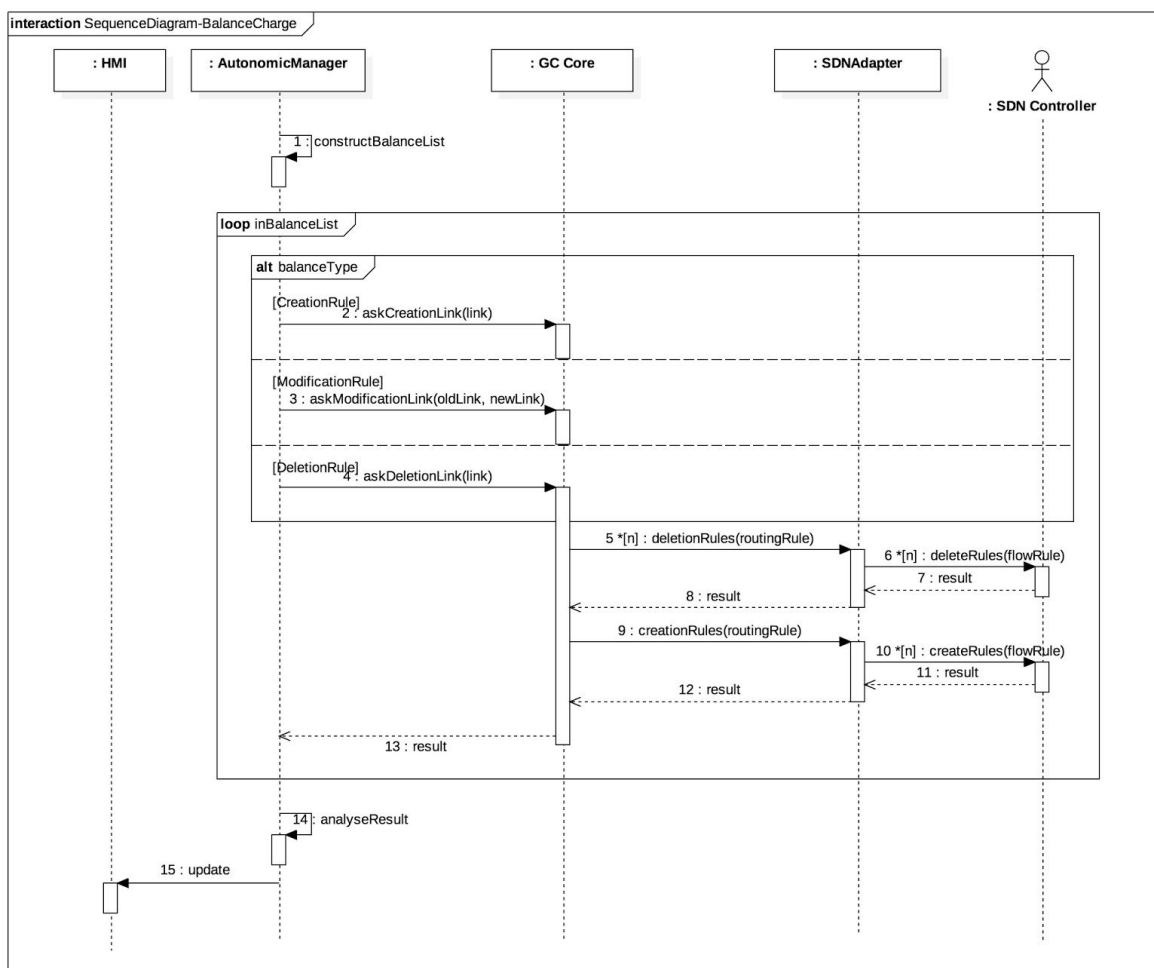 interaction SequenceDiagram-BalanceCharge
: HMI
: AutonomicManager
: GC Core
: SDNAdapter
: SDN Controller
1 : constructBalanceList
loop inBalanceList
alt balanceType
[CreationRule]
2 : askCreationLink(link)
[ModificationRule]
3 : askModificationLink(oldLink, newLink)
[DeletionRule]
4 : askDeletionLink(link)
5 *[n] : deletionRules(routingRule)
6 *[n] : deleteRules(flowRule)
7 : result
8 : result
9 : creationRules(routingRule)
10 *[n] : createRules(flowRule)
11 : result
12 : result
13 : result
14 : analyseResult
15 : update